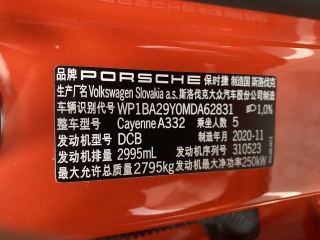 品牌 PORSCHE 保时捷 制造国 斯洛伐克
生产厂名 Volkswagen Slovakia a.s. 斯洛伐克大众汽车股份公司 制造
车辆识别代号 WP1BA29Y0MDA62831 1,0%
整车型号 Cayenne A332 乘坐人数 5
发动机型号 DCB 制造年月 2020-11
发动机排量 2995mL 发动机序列号 310523
最大允许总质量 2795kg 发动机最大净功率 250kW